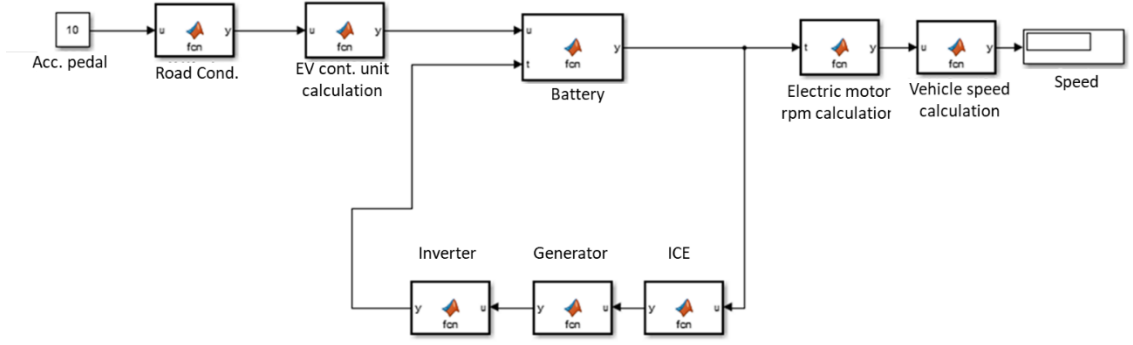 10
Acc. pedal
u
y
fcn
Road Cond.
u
y
fcn
EV cont. unit
calculation
u
t
y
fcn
Battery
t
y
fcn
Electric motor
rpm calculation
u
y
fcn
Vehicle speed
calculation
Speed
Inverter
y
u
fcn
Generator
y
u
fcn
ICE
y
u
fcn